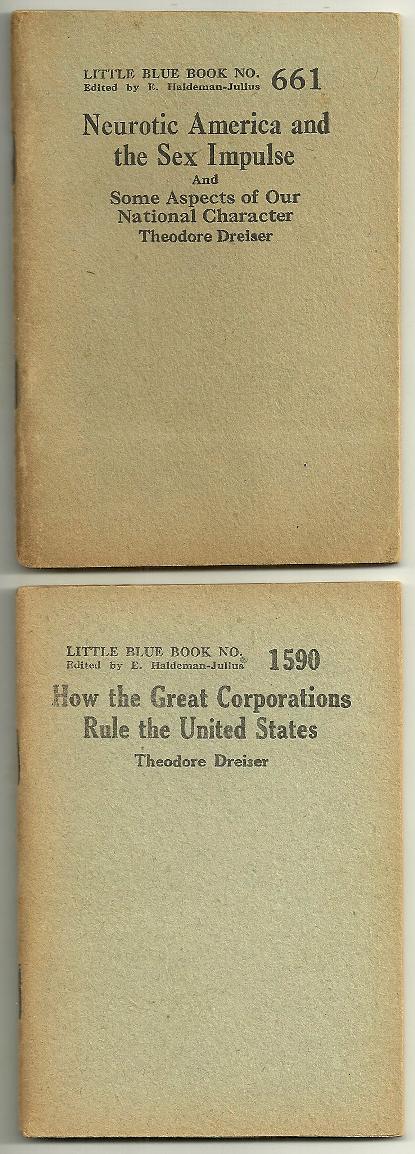 LITTLE BLUE BOOK NO. 661
Edited by E. Haldeman-Julius
Neurotic America and
the Sex Impulse
And
Some Aspects of Our
National Character
Theodore Dreiser
LITTLE BLUE BOOK NO. 1590
Edited by E. Haldeman-Julius
How the Great Corporations
Rule the United States
Theodore Dreiser